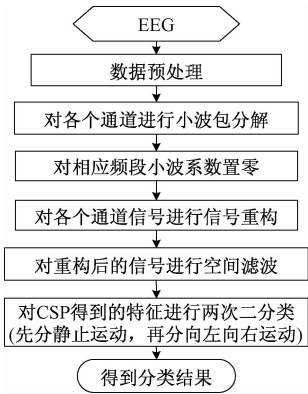 EEG
数据预处理
对各个通道进行小波包分解
对相应频段小波系数置零
对各个通道信号进行信号重构
对重构后的信号进行空间滤波
对CSP得到的特征进行两次二分类
(先分静止运动，再分向左向右运动)
得到分类结果